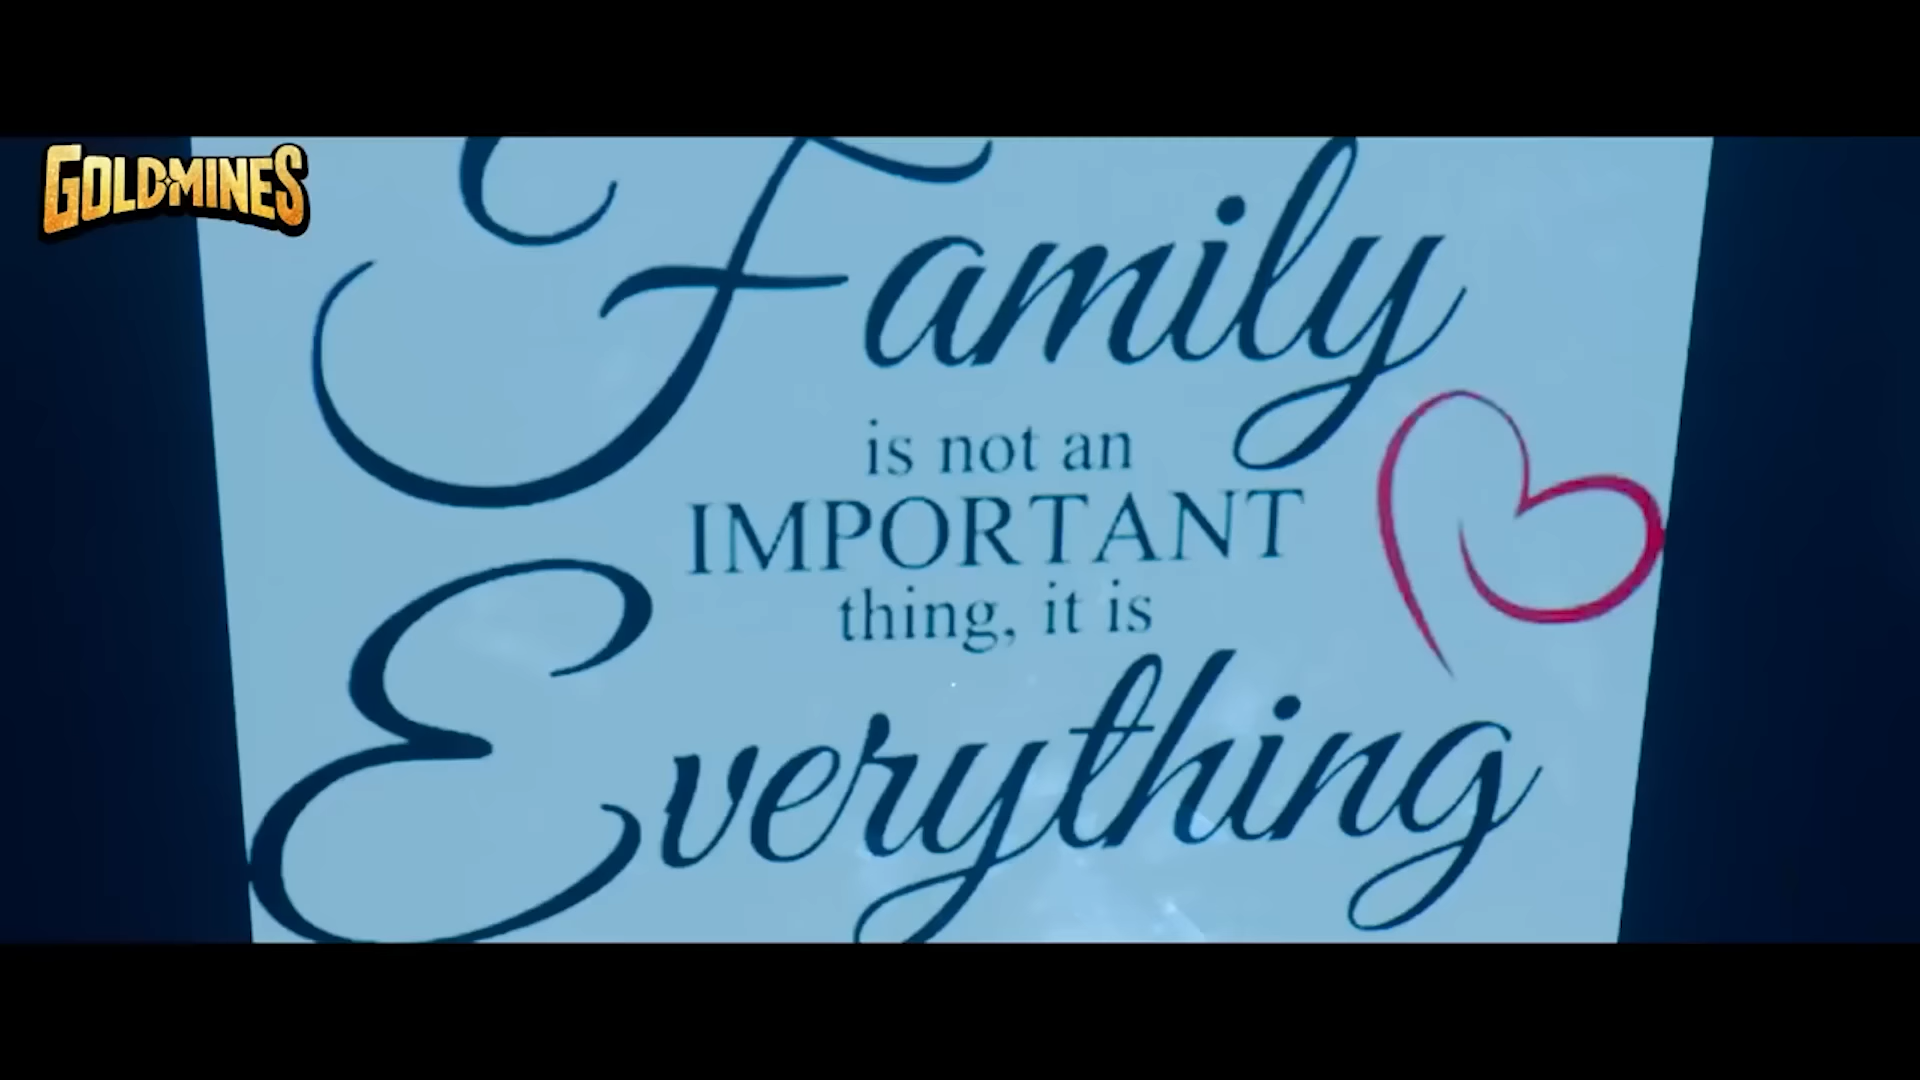 GOLDMINES
Family
is not an
IMPORTANT
thing, it is
Everything